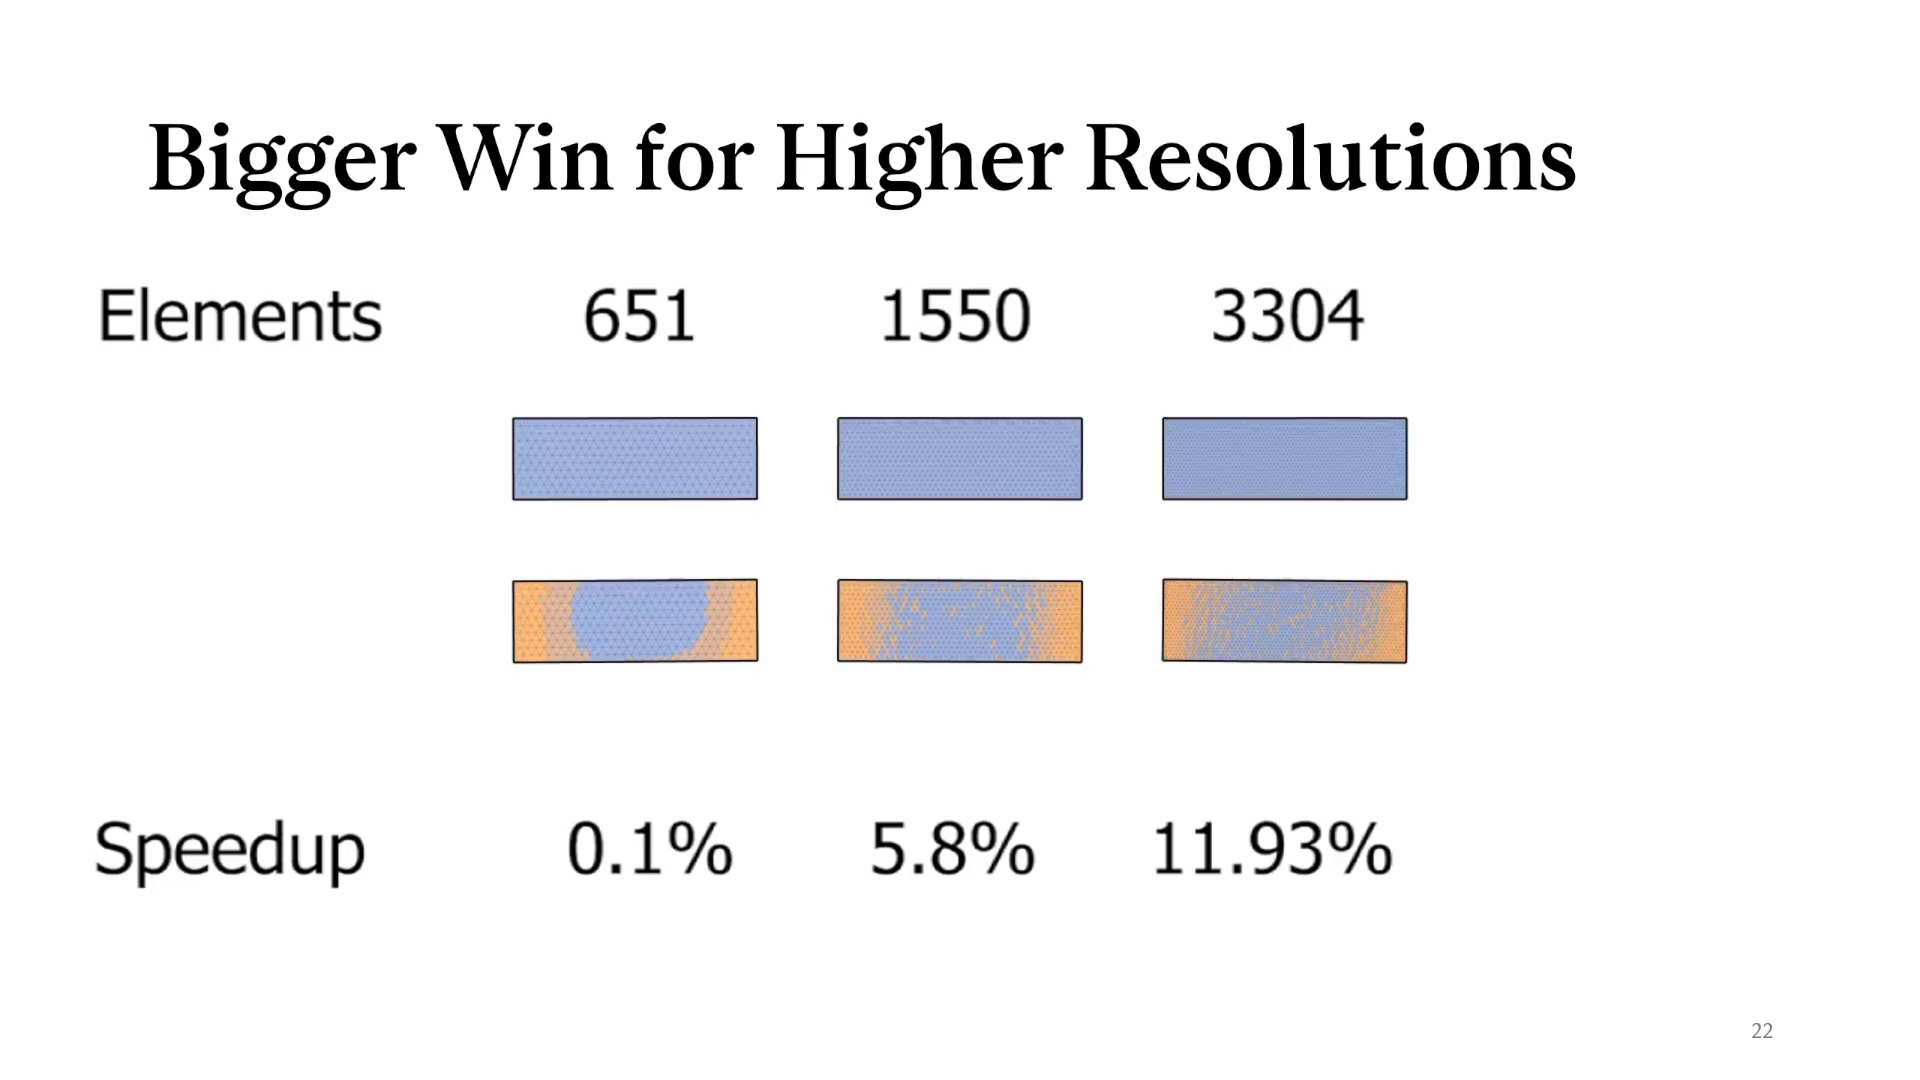 Bigger Win for Higher Resolutions
Elements 651 1550 3304
Speedup 0.1% 5.8% 11.93%
22